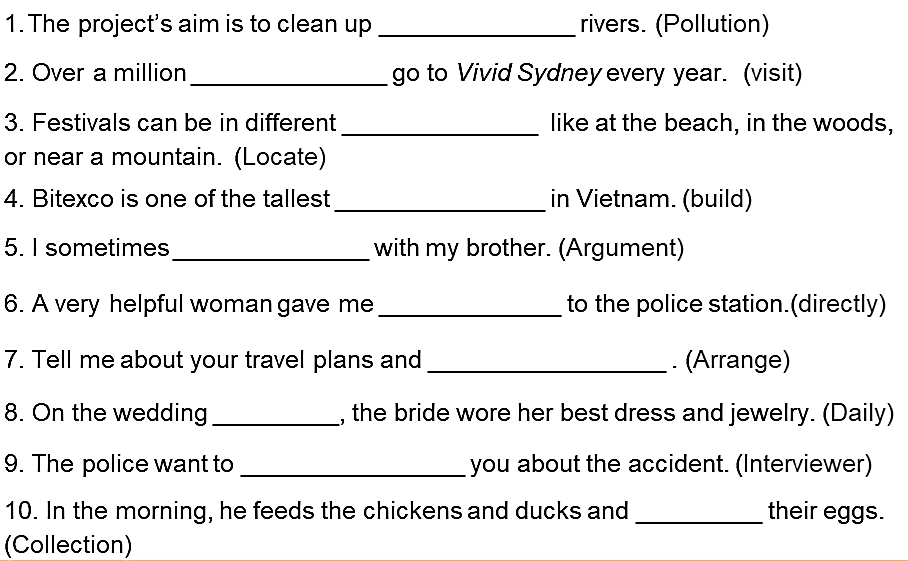 1. The project's aim is to clean up _______________ rivers. (Pollution)
2. Over a million _______________ go to Vivid Sydney every year. (visit)
3. Festivals can be in different _______________ like at the beach, in the woods,
or near a mountain. (Locate)
4. Bitexco is one of the tallest ________________ in Vietnam. (build)
5. I sometimes _______________ with my brother. (Argument)
6. A very helpful woman gave me ______________ to the police station.(directly)
7. Tell me about your travel plans and __________________ . (Arrange)
8. On the wedding __________, the bride wore her best dress and jewelry. (Daily)
9. The police want to _________________ you about the accident. (Interviewer)
10. In the morning, he feeds the chickens and ducks and __________ their eggs.
(Collection)